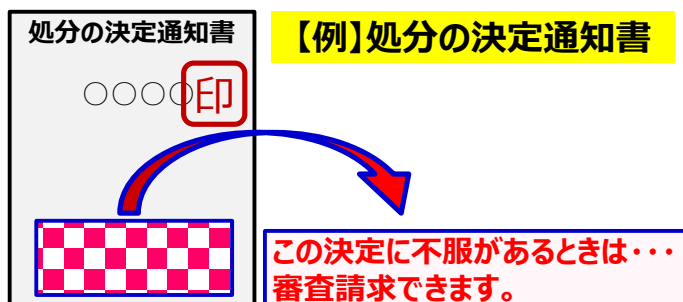 処分の決定通知書
○○○○印
【例】処分の決定通知書
この決定に不服があるときは・・・
審査請求できます。